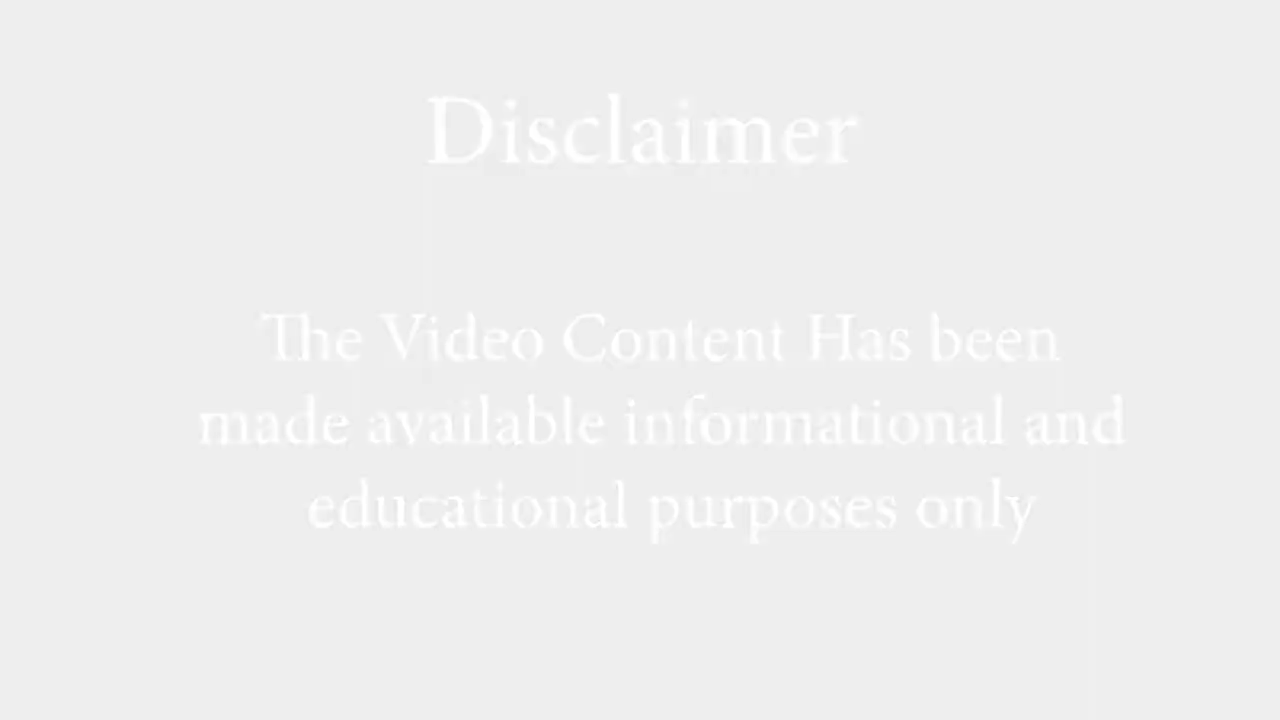 Disclaimer
The Video Content Has been
made available informational and
educational purposes only